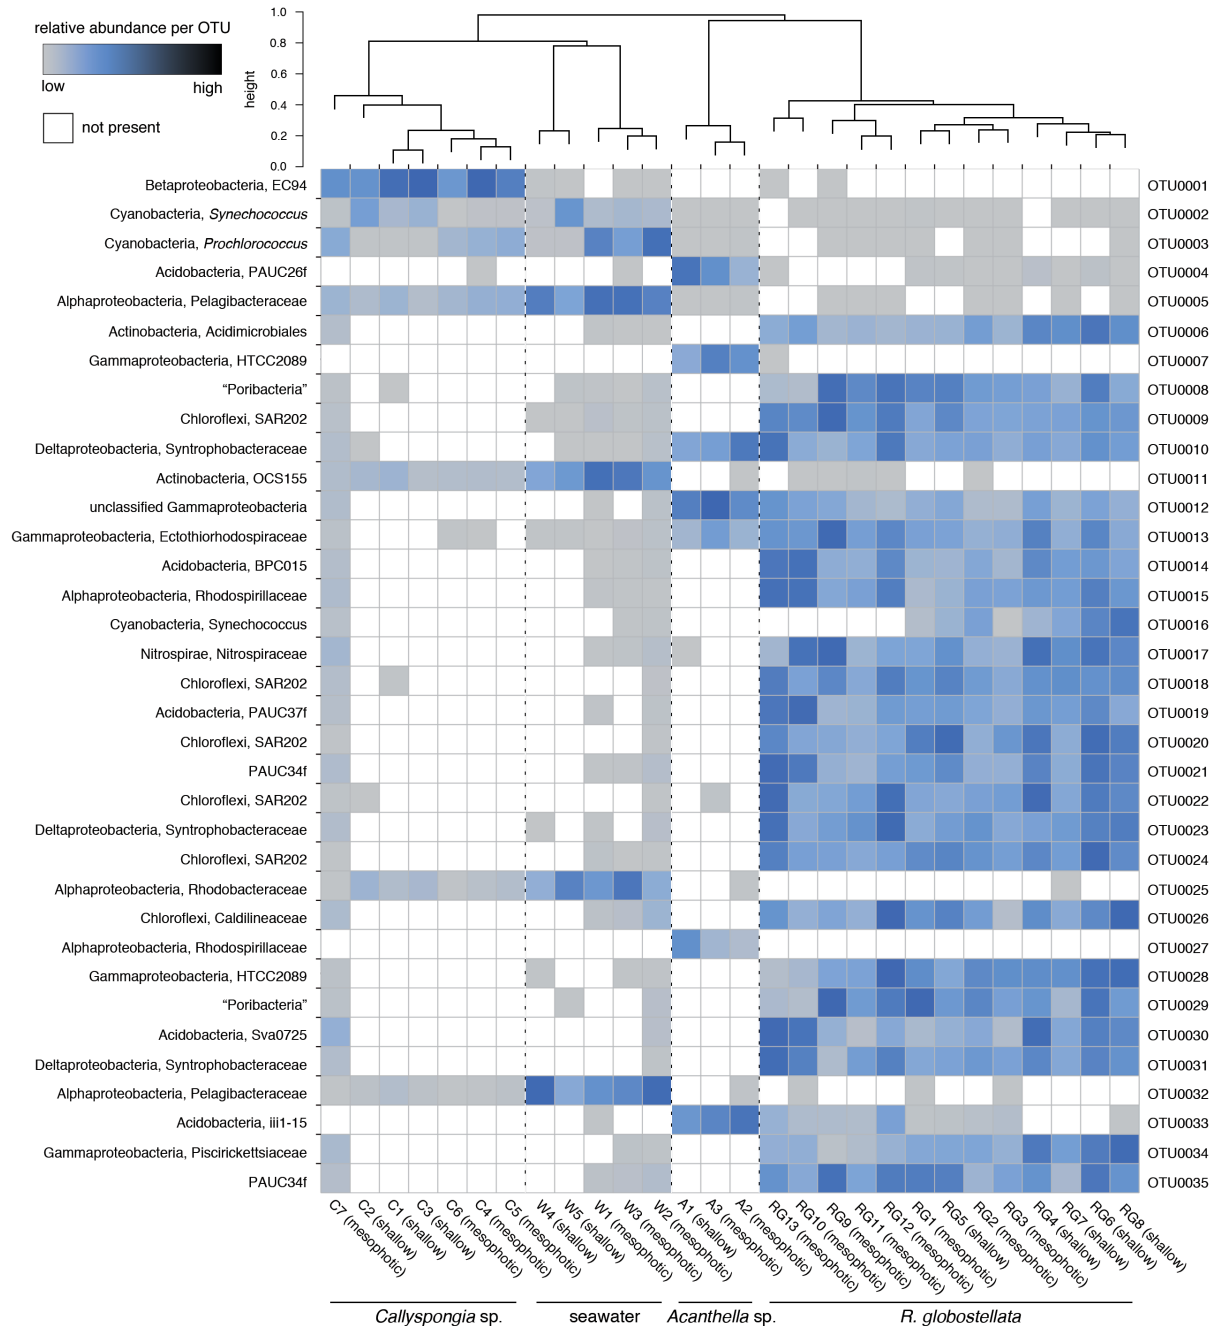 relative abundance per OTU
low
high
not present
height
1.0
0.8
0.6
0.4
0.2
0.0
Betaproteobacteria, EC94 OTU0001
Cyanobacteria, Synechococcus OTU0002
Cyanobacteria, Prochlorococcus OTU0003
Acidobacteria, PAUC26f OTU0004
Alphaproteobacteria, Pelagibacteraceae OTU0005
Actinobacteria, Acidimicrobiales OTU0006
Gammaproteobacteria, HTCC2089 OTU0007
“Poribacteria” OTU0008
Chloroflexi, SAR202 OTU0009
Deltaproteobacteria, Syntrophobacteraceae OTU0010
Actinobacteria, OCS155 OTU0011
unclassified Gammaproteobacteria OTU0012
Gammaproteobacteria, Ectothiorhodospiraceae OTU0013
Acidobacteria, BPC015 OTU0014
Alphaproteobacteria, Rhodospirillaceae OTU0015
Cyanobacteria, Synechococcus OTU0016
Nitrospirae, Nitrospiraceae OTU0017
Chloroflexi, SAR202 OTU0018
Acidobacteria, PAUC37f OTU0019
Chloroflexi, SAR202 OTU0020
PAUC34f OTU0021
Chloroflexi, SAR202 OTU0022
Deltaproteobacteria, Syntrophobacteraceae OTU0023
Chloroflexi, SAR202 OTU0024
Alphaproteobacteria, Rhodobacteraceae OTU0025
Chloroflexi, Caldilineaceae OTU0026
Alphaproteobacteria, Rhodospirillaceae OTU0027
Gammaproteobacteria, HTCC2089 OTU0028
“Poribacteria” OTU0029
Acidobacteria, Sva0725 OTU0030
Deltaproteobacteria, Syntrophobacteraceae OTU0031
Alphaproteobacteria, Pelagibacteraceae OTU0032
Acidobacteria, iii1-15 OTU0033
Gammaproteobacteria, Piscirickettsiaceae OTU0034
PAUC34f OTU0035
C7 (mesophotic)
C2 (shallow)
C1 (shallow)
C3 (shallow)
C6 (mesophotic)
C4 (mesophotic)
C5 (mesophotic)
W4 (shallow)
W5 (shallow)
W1 (mesophotic)
W3 (mesophotic)
W2 (mesophotic)
A1 (shallow)
A3 (mesophotic)
A2 (mesophotic)
RG13 (mesophotic)
RG10 (mesophotic)
RG9 (mesophotic)
RG11 (mesophotic)
RG12 (mesophotic)
RG1 (mesophotic)
RG5 (shallow)
RG2 (mesophotic)
RG3 (mesophotic)
RG4 (shallow)
RG7 (shallow)
RG6 (shallow)
RG8 (shallow)
Callyspongia sp.
seawater
Acanthella sp.
R. globostellata